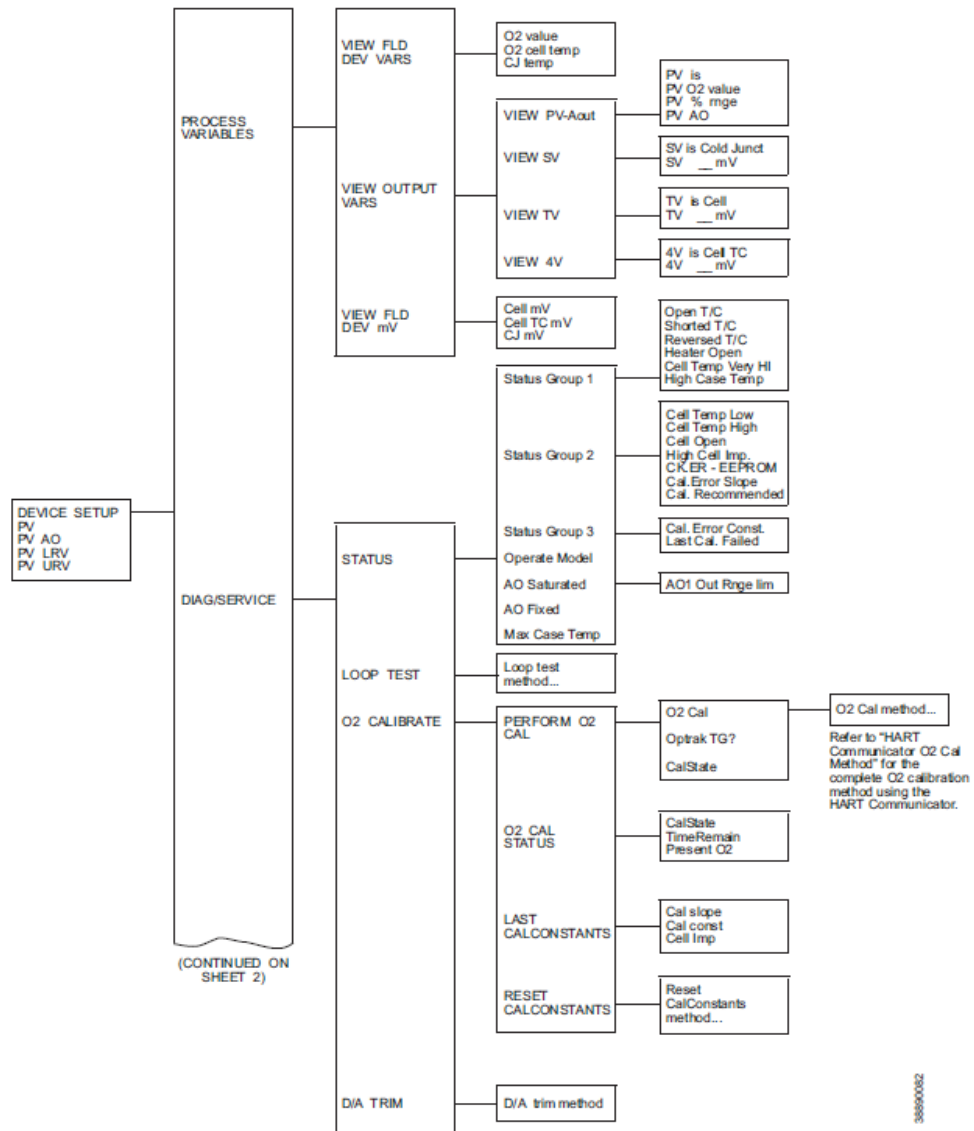 DEVICE SETUP
PV
PV AO
PV LRV
PV URV
PROCESS
VARIABLES
VIEW FLD
DEV VARS
O2 value
O2 cell temp
CJ temp
VIEW OUTPUT
VARS
VIEW PV-Aout
PV is
PV O2 value
PV % rnge
PV AO
VIEW SV
SV is Cold Junct
SV __ mV
VIEW TV
TV is Cell
TV __ mV
VIEW 4V
4V is Cell TC
4V __ mV
VIEW FLD
DEV mV
Cell mV
Cell TC mV
CJ mV
DIAG/SERVICE
STATUS
Status Group 1
Open T/C
Shorted T/C
Reversed T/C
Heater Open
Cell Temp Very HI
High Case Temp
Status Group 2
Cell Temp Low
Cell Temp High
Cell Open
High Cell Imp.
CK.ER - EEPROM
Cal.Error Slope
Cal. Recommended
Status Group 3
Cal. Error Const.
Last Cal. Failed
Operate Model
AO Saturated
AO1 Out Rnge lim
AO Fixed
Max Case Temp
LOOP TEST
Loop test
method...
O2 CALIBRATE
PERFORM O2
CAL
O2 Cal
Optrak TG?
CalState
O2 Cal method...
Refer to "HART
Communicator O2 Cal
Method" for the
complete O2 calibration
method using the
HART Communicator.
O2 CAL
STATUS
CalState
TimeRemain
Present O2
LAST
CALCONSTANTS
Cal slope
Cal const
Cell Imp
RESET
CALCONSTANTS
Reset
CalConstants
method...
D/A TRIM
D/A trim method
(CONTINUED ON
SHEET 2)
38890082